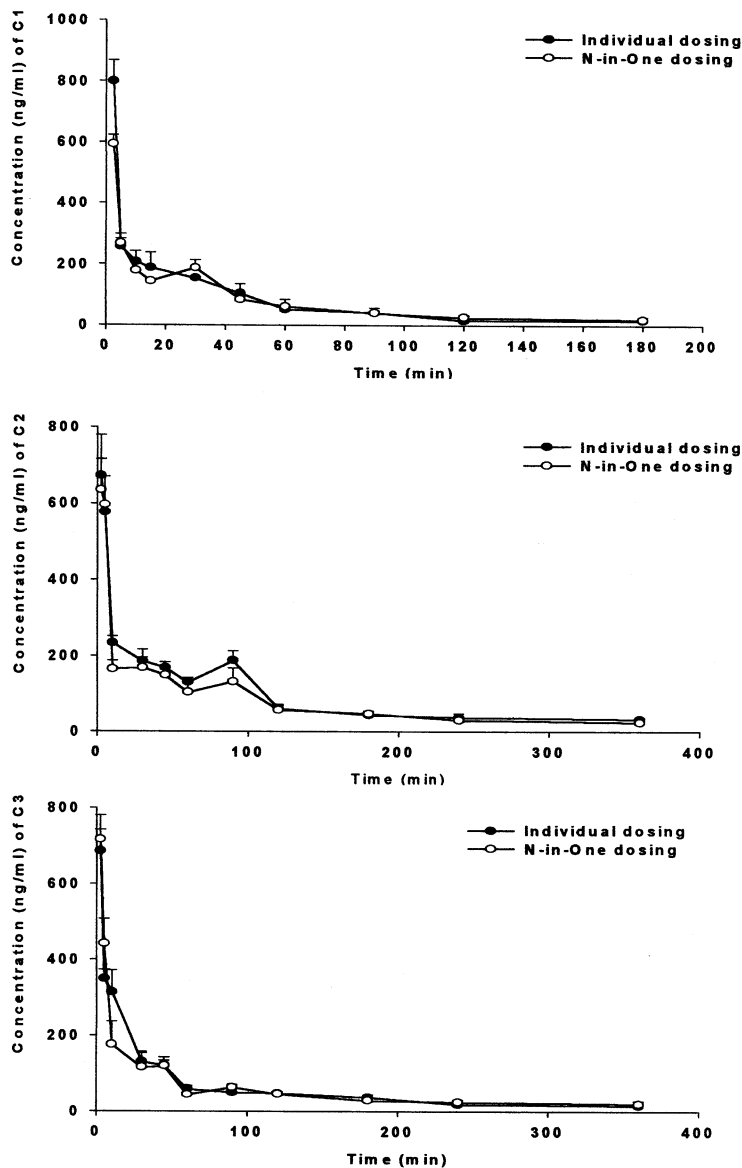 Concentration (ng/ml) of C1
1000
800
600
400
200
0
0 20 40 60 80 100 120 140 160 180 200
Time (min)
Individual dosing
N-in-One dosing
Concentration (ng/ml) of C2
800
600
400
200
0
0 100 200 300 400
Time (min)
Individual dosing
N-in-One dosing
Concentration (ng/ml) of C3
800
600
400
200
0
0 100 200 300 400
Time (min)
Individual dosing
N-in-One dosing